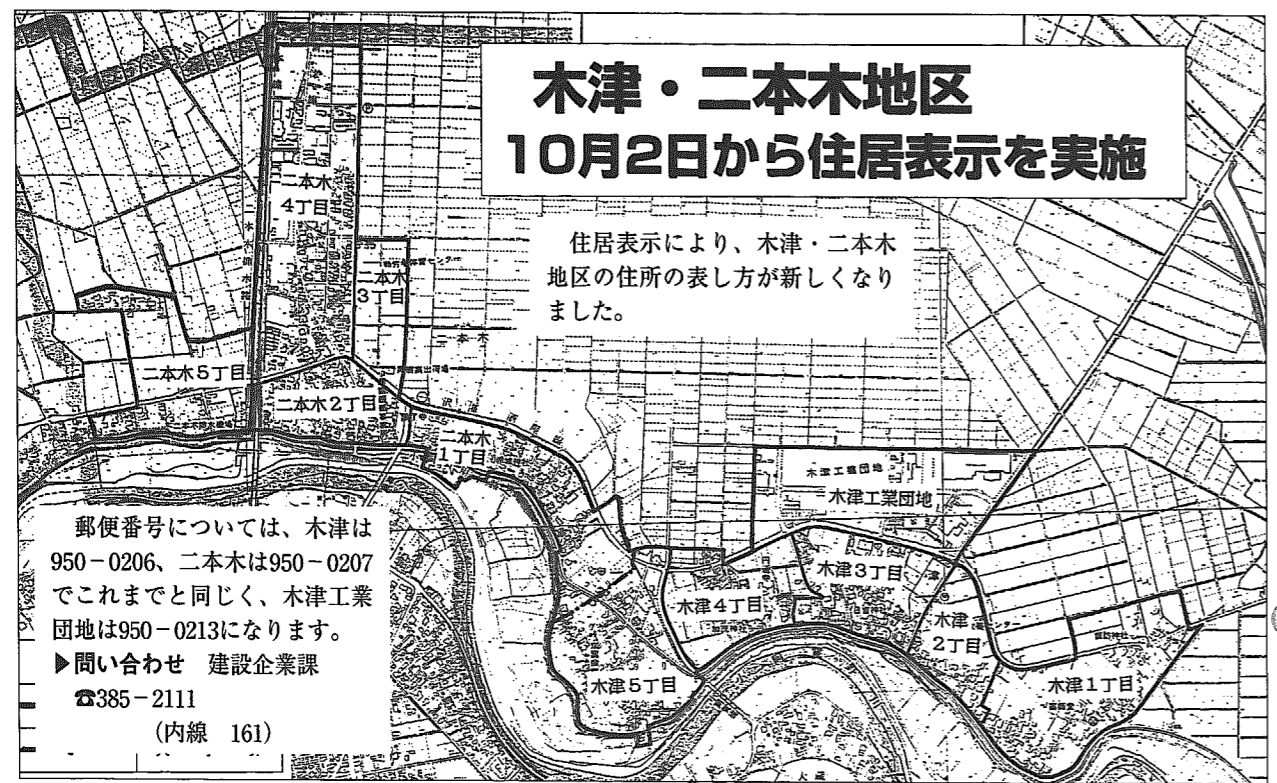 木津・二本木地区
10月2日から住居表示を実施
住居表示により、木津・二本木
地区の住所の表し方が新しくなり
ました。
二本木
4丁目
二本木
3丁目
二本木
二本木5丁目
二本木2丁目
二本木
1丁目
木津工業団地
木津工業団地
木津3丁目
木津4丁目
木津
2丁目
木津5丁目
木津1丁目
郵便番号については、木津は
950-0206、二本木は950-0207
でこれまでと同じく、木津工業
団地は950-0213になります。
▶問い合わせ 建設企業課
☎385-2111
(内線 161)